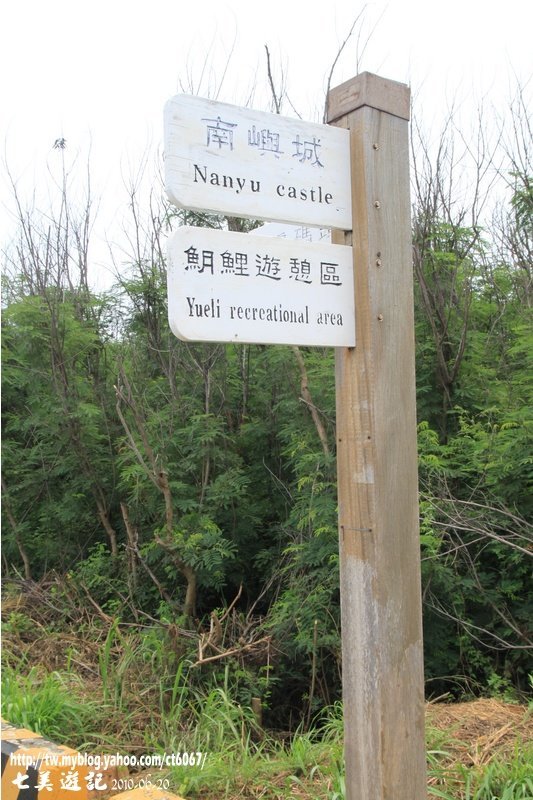 南嶼城
Nanyu castle
鮪鯉遊憩區
Yueli recreational area
http://tw.myblog.yahoo.com/ct6067/
七美遊記 2010.06.20